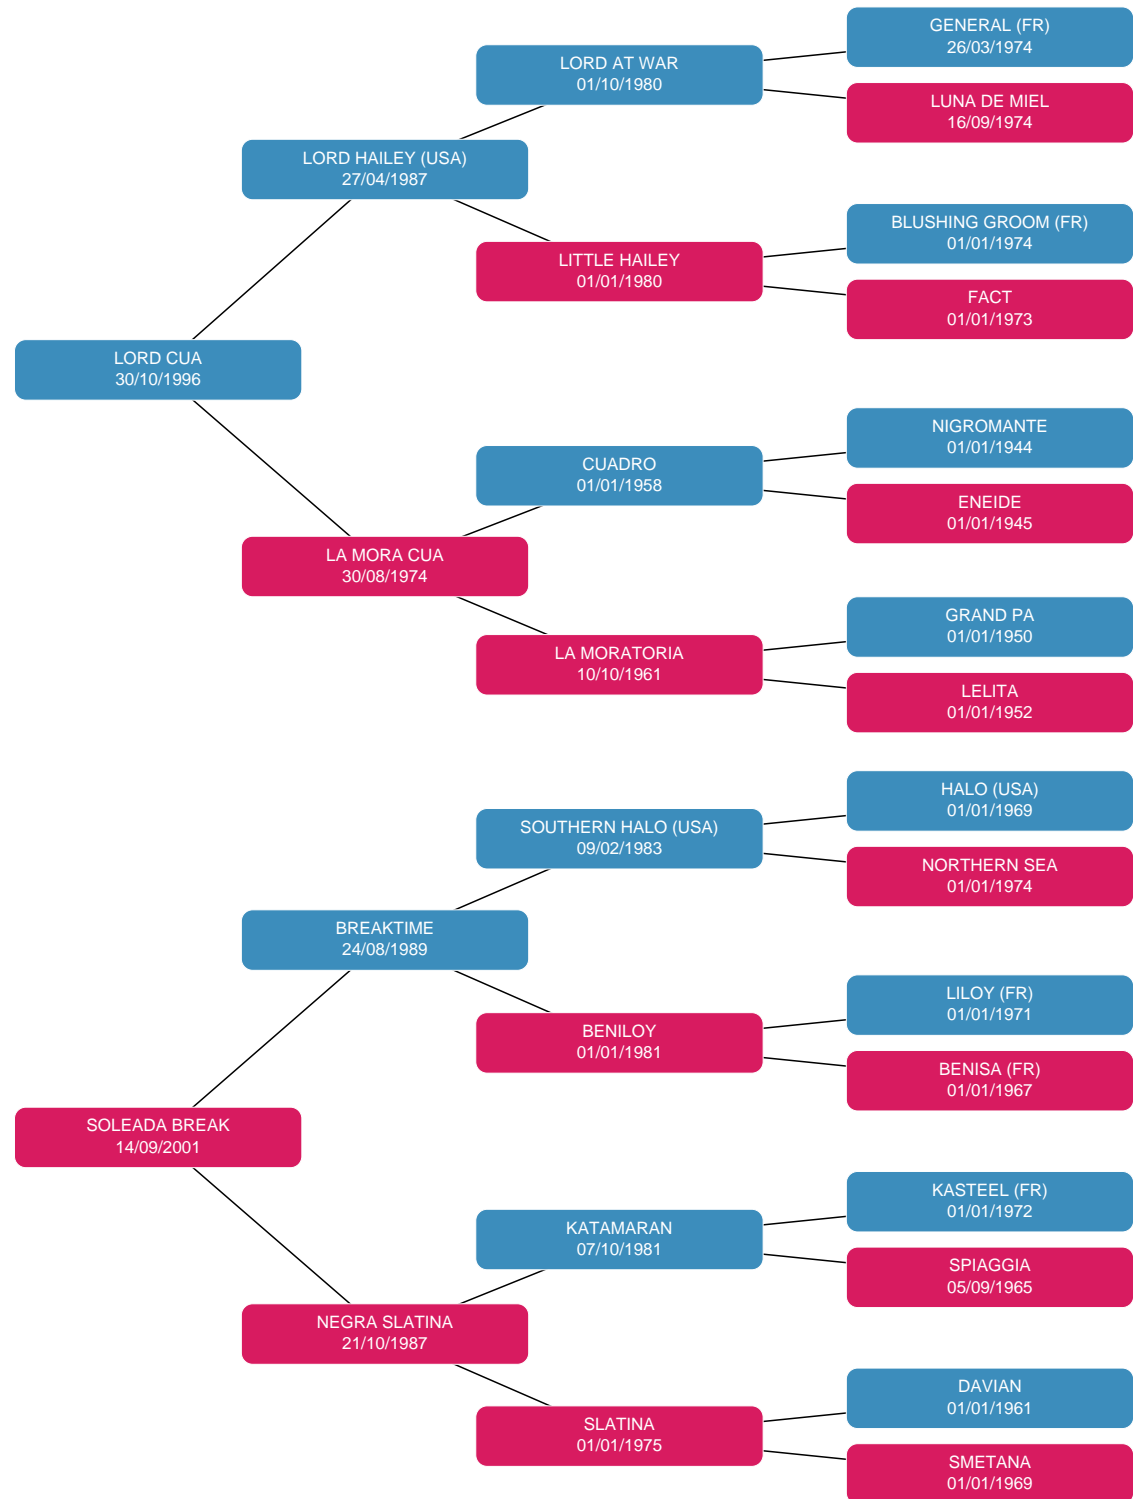 GENERAL (FR)
26/03/1974
LORD AT WAR
01/10/1980
LUNA DE MIEL
16/09/1974
LORD HAILEY (USA)
27/04/1987
BLUSHING GROOM (FR)
01/01/1974
LITTLE HAILEY
01/01/1980
FACT
01/01/1973
LORD CUA
30/10/1996
NIGROMANTE
01/01/1944
CUADRO
01/01/1958
ENEIDE
01/01/1945
LA MORA CUA
30/08/1974
GRAND PA
01/01/1950
LA MORATORIA
10/10/1961
LELITA
01/01/1952
HALO (USA)
01/01/1969
SOUTHERN HALO (USA)
09/02/1983
NORTHERN SEA
01/01/1974
BREAKTIME
24/08/1989
LILOY (FR)
01/01/1971
BENILOY
01/01/1981
BENISA (FR)
01/01/1967
SOLEADA BREAK
14/09/2001
KASTEEL (FR)
01/01/1972
KATAMARAN
07/10/1981
SPIAGGIA
05/09/1965
NEGRA SLATINA
21/10/1987
DAVIAN
01/01/1961
SLATINA
01/01/1975
SMETANA
01/01/1969